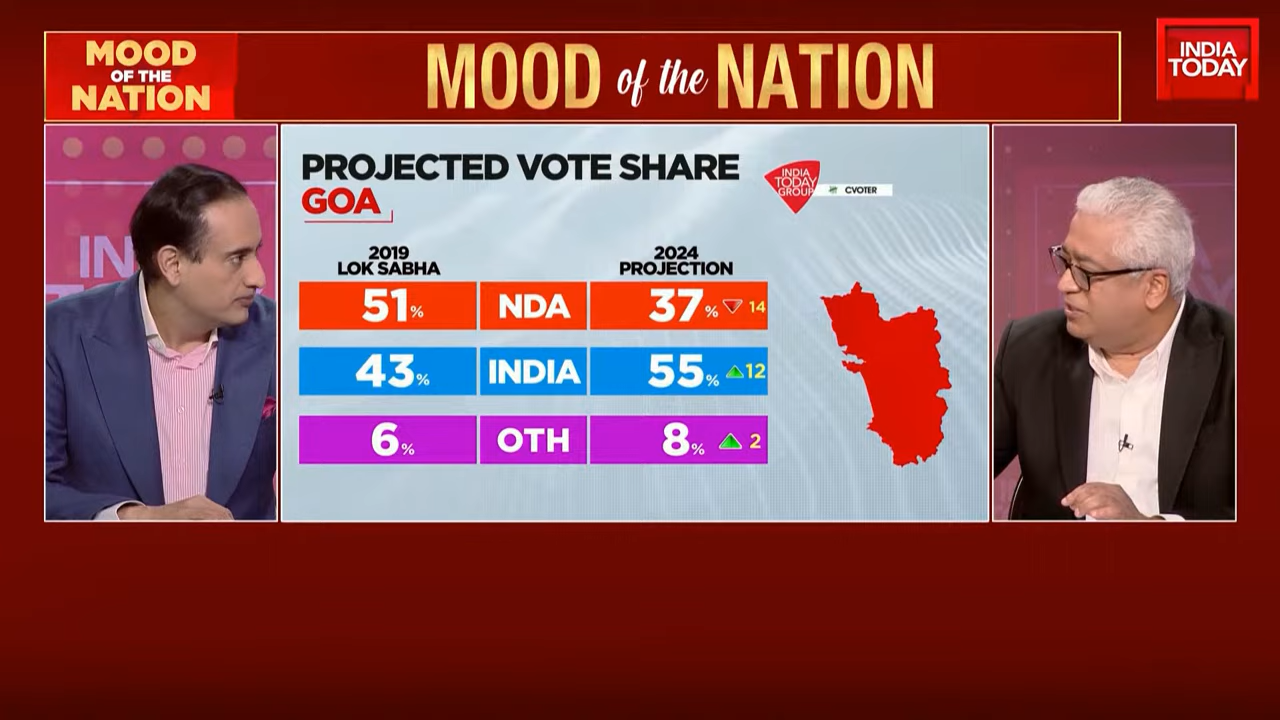 MOOD
OF THE
NATION
MOOD of the NATION
INDIA
TODAY
PROJECTED VOTE SHARE
GOA
INDIA
TODAY
GROUP
CVOTER
2019
LOK SABHA
2024
PROJECTION
51% NDA 37% 14
43% INDIA 55% 12
6% OTH 8% 2
IN